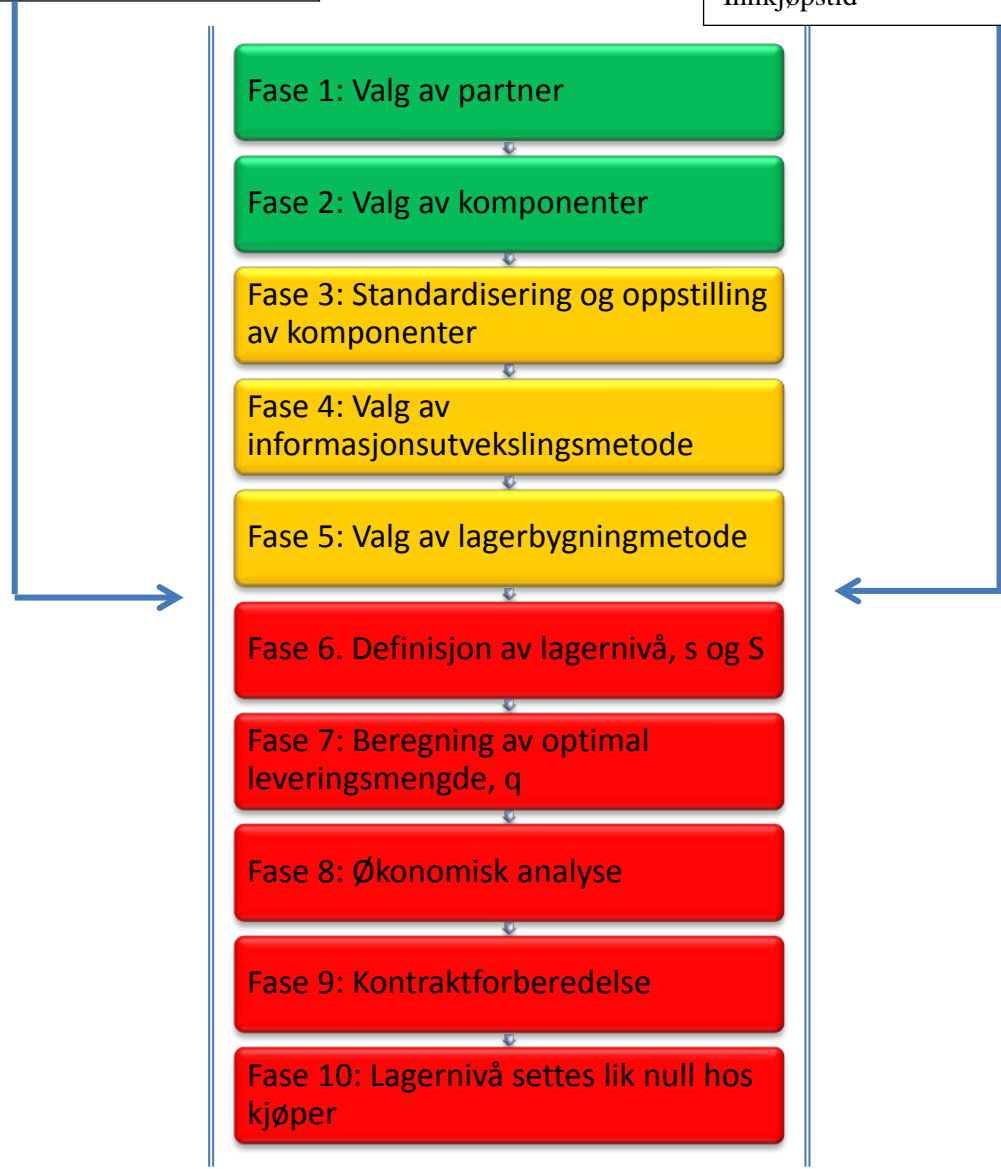 Innkjøpstid
Fase 1: Valg av partner
Fase 2: Valg av komponenter
Fase 3: Standardisering og oppstilling
av komponenter
Fase 4: Valg av
informasjonsutvekslingsmetode
Fase 5: Valg av lagerbygningmetode
Fase 6. Definisjon av lagernivå, s og S
Fase 7: Beregning av optimal
leveringsmengde, q
Fase 8: Økonomisk analyse
Fase 9: Kontraktforberedelse
Fase 10: Lagernivå settes lik null hos
kjøper